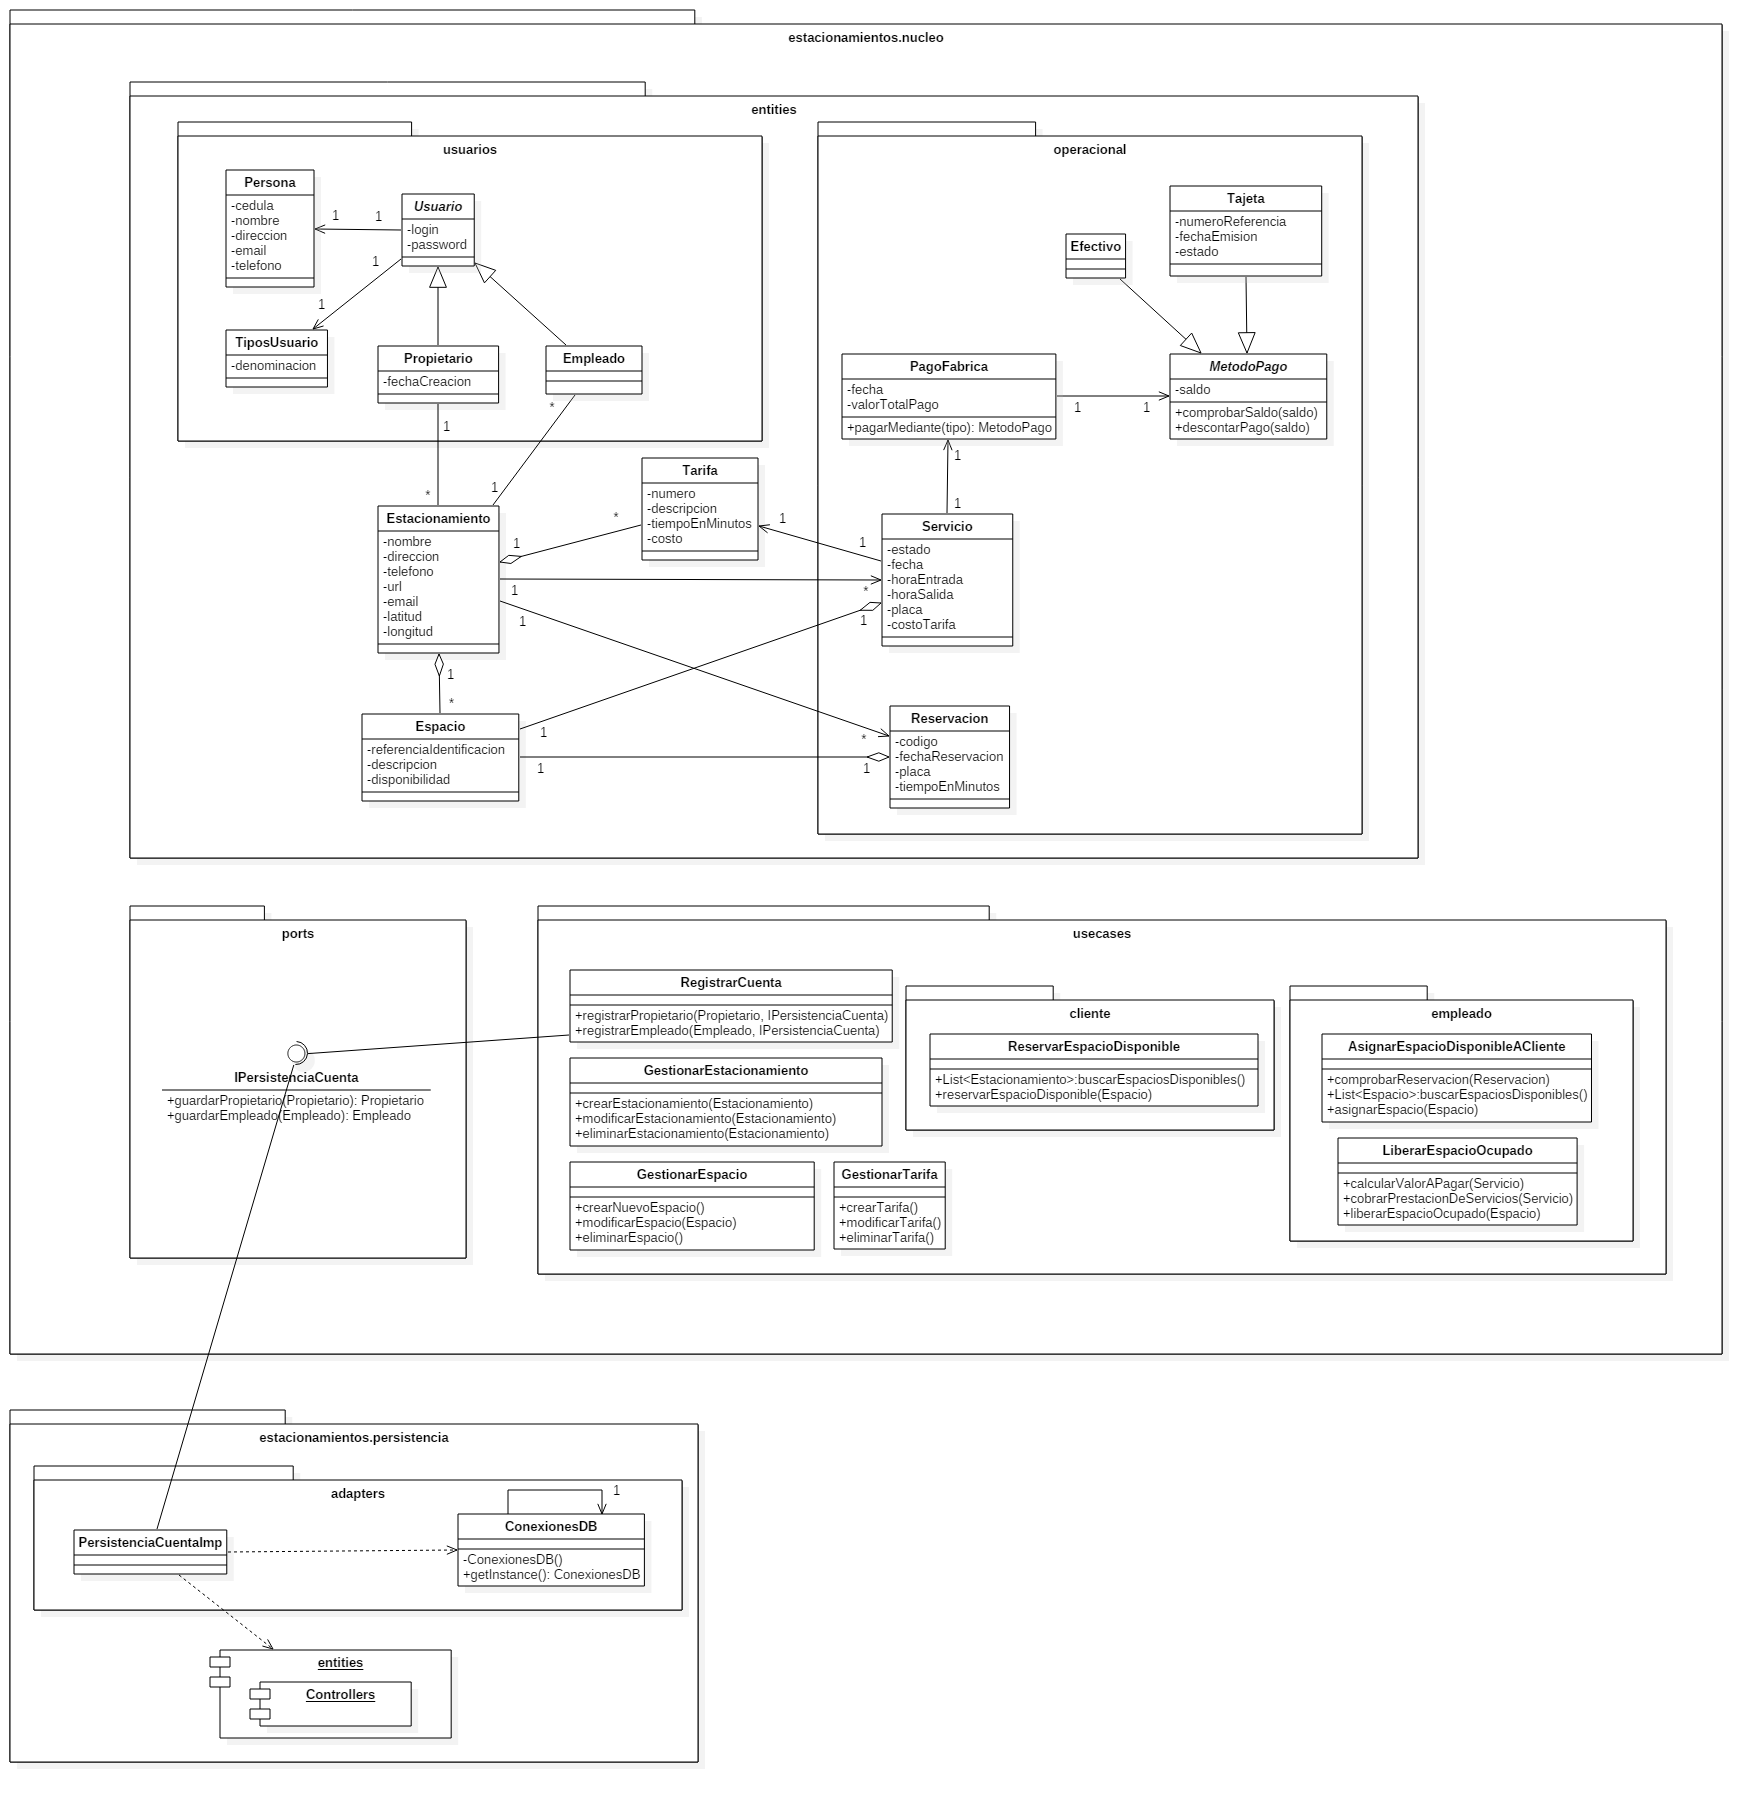 estacionamientos.nucleo
entities
usuarios
Persona
-cedula
-nombre
-direccion
-email
-telefono
1
1
Usuario
-login
-password
1
1
TiposUsuario
-denominacion
Propietario
-fechaCreacion
Empleado
1
*
*
1
operacional
Tajeta
-numeroReferencia
-fechaEmision
-estado
Efectivo
PagoFabrica
-fecha
-valorTotalPago
+pagarMediante(tipo): MetodoPago
1
1
MetodoPago
-saldo
+comprobarSaldo(saldo)
+descontarPago(saldo)
1
1
Tarifa
-numero
-descripcion
-tiempoEnMinutos
-costo
1
1
*
1
Estacionamiento
-nombre
-direccion
-telefono
-url
-email
-latitud
-longitud
1
*
1
Servicio
-estado
-fecha
-horaEntrada
-horaSalida
-placa
-costoTarifa
1
1
*
Espacio
-referenciaIdentificacion
-descripcion
-disponibilidad
1
1
*
1
Reservacion
-codigo
-fechaReservacion
-placa
-tiempoEnMinutos
ports
IPersistenciaCuenta
+guardarPropietario(Propietario): Propietario
+guardarEmpleado(Empleado): Empleado
usecases
RegistrarCuenta
+registrarPropietario(Propietario, IPersistenciaCuenta)
+registrarEmpleado(Empleado, IPersistenciaCuenta)
GestionarEstacionamiento
+crearEstacionamiento(Estacionamiento)
+modificarEstacionamiento(Estacionamiento)
+eliminarEstacionamiento(Estacionamiento)
GestionarEspacio
+crearNuevoEspacio()
+modificarEspacio(Espacio)
+eliminarEspacio()
GestionarTarifa
+crearTarifa()
+modificarTarifa()
+eliminarTarifa()
cliente
ReservarEspacioDisponible
+List<Estacionamiento>:buscarEspaciosDisponibles()
+reservarEspacioDisponible(Espacio)
empleado
AsignarEspacioDisponibleACliente
+comprobarReservacion(Reservacion)
+List<Espacio>:buscarEspaciosDisponibles()
+asignarEspacio(Espacio)
LiberarEspacioOcupado
+calcularValorAPagar(Servicio)
+cobrarPrestacionDeServicios(Servicio)
+liberarEspacioOcupado(Espacio)
estacionamientos.persistencia
adapters
PersistenciaCuentaImp
1
ConexionesDB
-ConexionesDB()
+getInstance(): ConexionesDB
entities
Controllers